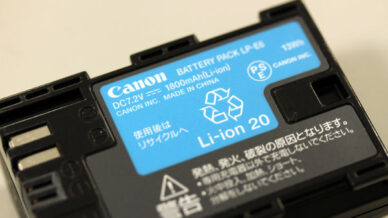 Canon
BATTERY PACK LP-E6
DC7.2V 1800mAh(Li-ion) 13Wh
CANON INC. MADE IN CHINA
PSE
CANON INC.
使用後は
リサイクルへ
Li-ion 20
警告
発熱、発火、破裂の原因となります。